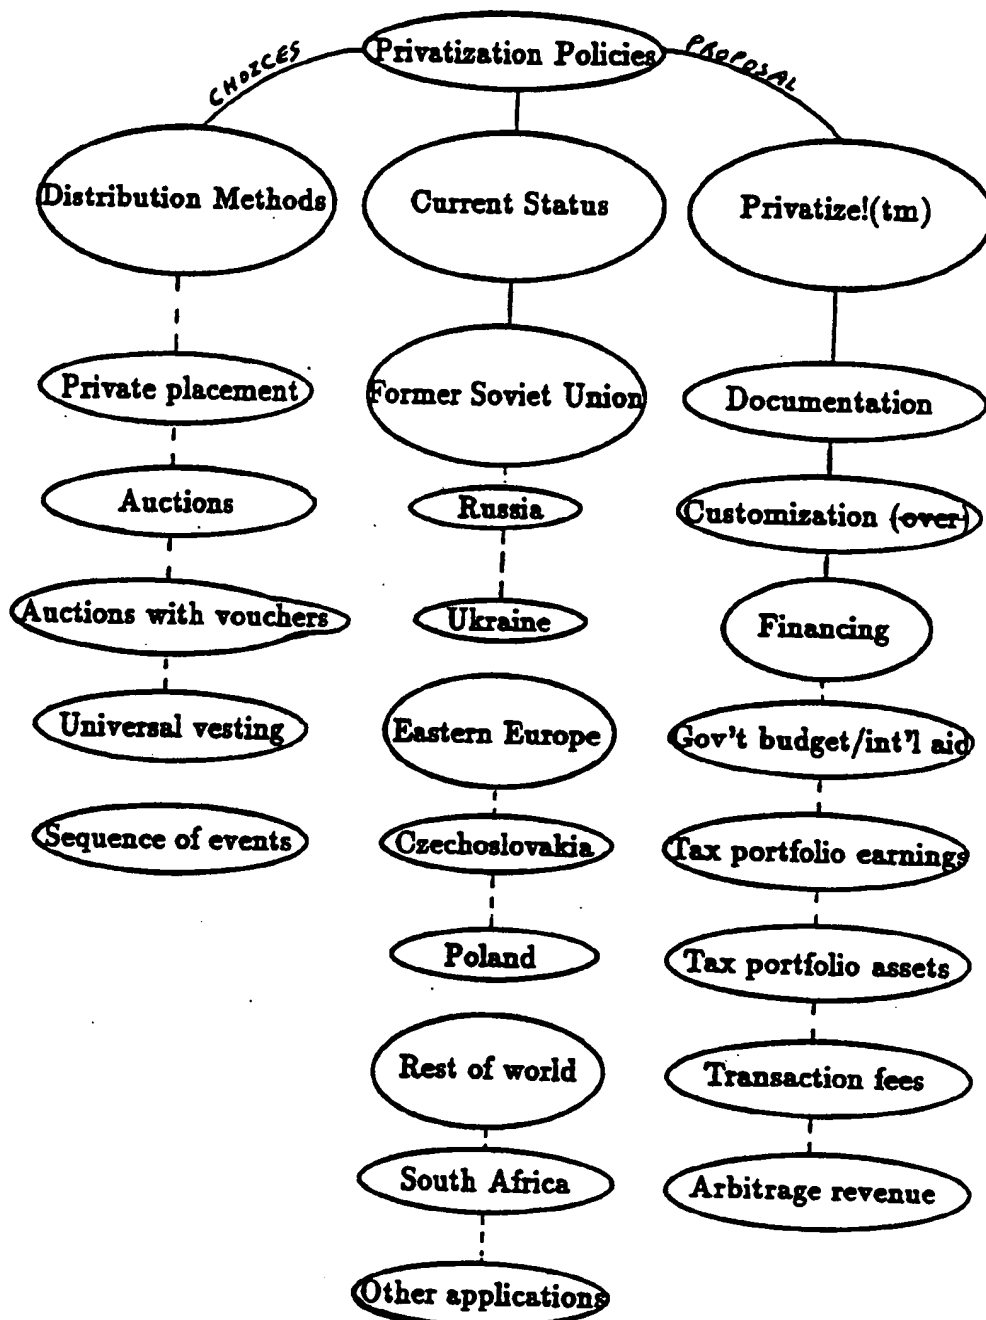 Privatization Policies
CHOICES
PROPOSAL
Distribution Methods
Private placement
Auctions
Auctions with vouchers
Universal vesting
Sequence of events
Current Status
Former Soviet Union
Russia
Ukraine
Eastern Europe
Czechoslovakia
Poland
Rest of world
South Africa
Other applications
Privatize!(tm)
Documentation
Customization (over)
Financing
Gov't budget/int'l aid
Tax portfolio earnings
Tax portfolio assets
Transaction fees
Arbitrage revenue